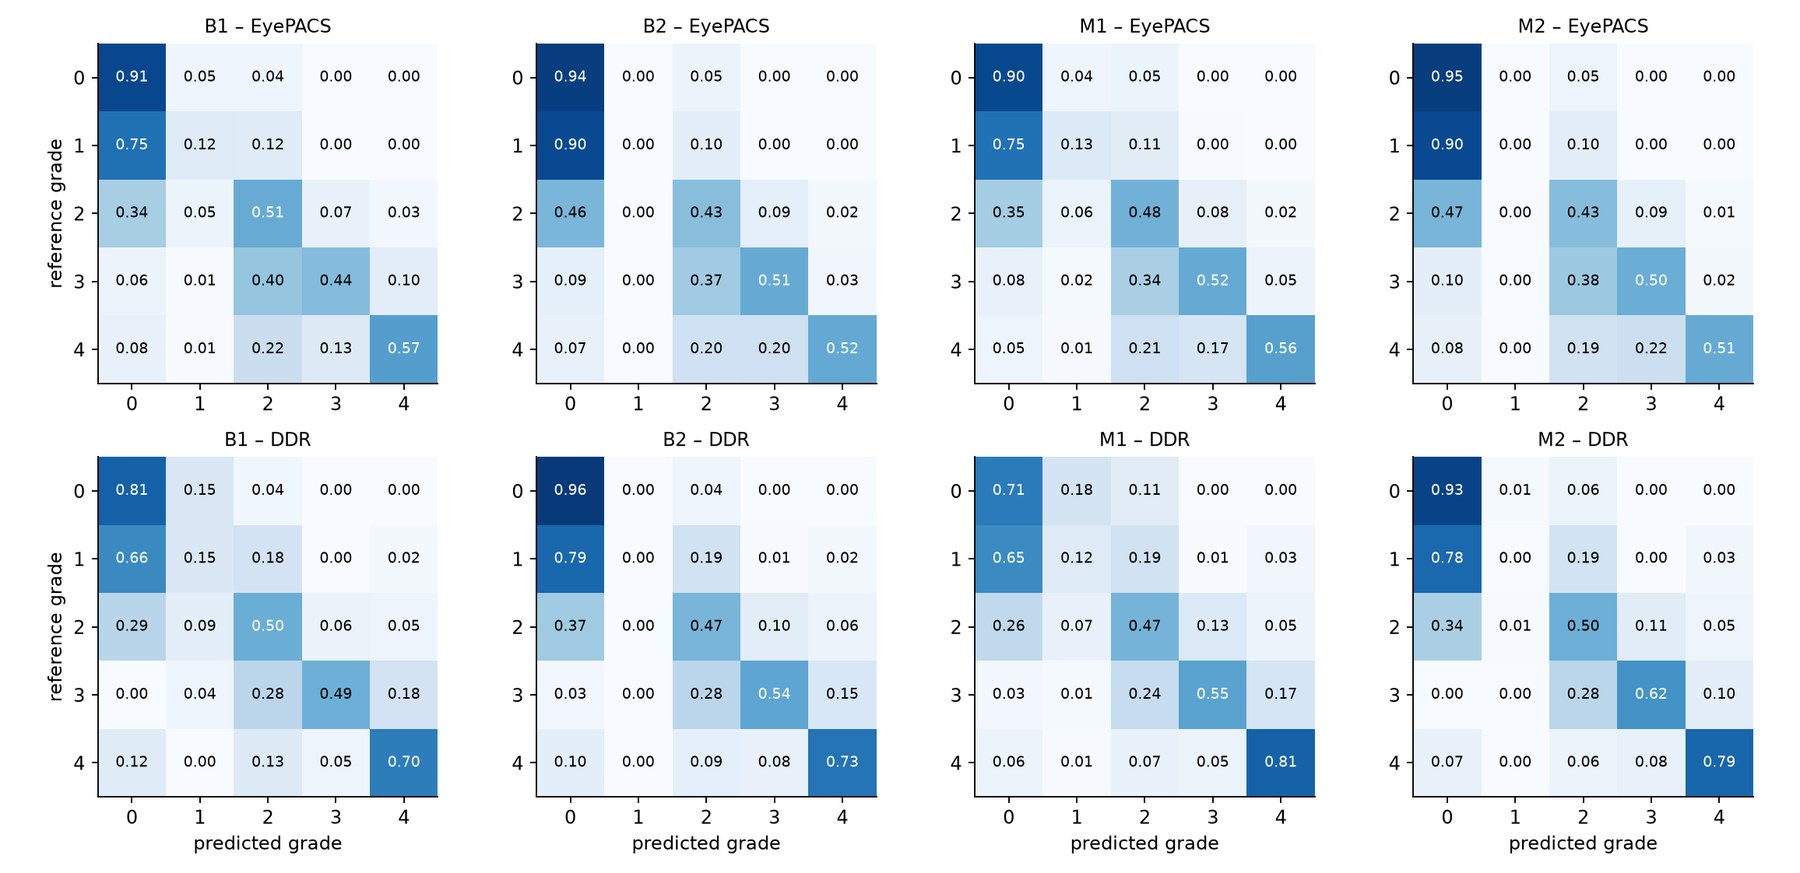 B1 – EyePACS B2 – EyePACS M1 – EyePACS M2 – EyePACS
0 0.91 0.05 0.04 0.00 0.00 0 0.94 0.00 0.05 0.00 0.00 0 0.90 0.04 0.05 0.00 0.00 0 0.95 0.00 0.05 0.00 0.00
1 0.75 0.12 0.12 0.00 0.00 1 0.90 0.00 0.10 0.00 0.00 1 0.75 0.13 0.11 0.00 0.00 1 0.90 0.00 0.10 0.00 0.00
reference grade
2 0.34 0.05 0.51 0.07 0.03 2 0.46 0.00 0.43 0.09 0.02 2 0.35 0.06 0.48 0.08 0.02 2 0.47 0.00 0.43 0.09 0.01
3 0.06 0.01 0.40 0.44 0.10 3 0.09 0.00 0.37 0.51 0.03 3 0.08 0.02 0.34 0.52 0.05 3 0.10 0.00 0.38 0.50 0.02
4 0.08 0.01 0.22 0.13 0.57 4 0.07 0.00 0.20 0.20 0.52 4 0.05 0.01 0.21 0.17 0.56 4 0.08 0.00 0.19 0.22 0.51
0 1 2 3 4 0 1 2 3 4 0 1 2 3 4 0 1 2 3 4
B1 – DDR B2 – DDR M1 – DDR M2 – DDR
0 0.81 0.15 0.04 0.00 0.00 0 0.96 0.00 0.04 0.00 0.00 0 0.71 0.18 0.11 0.00 0.00 0 0.93 0.01 0.06 0.00 0.00
1 0.66 0.15 0.18 0.00 0.02 1 0.79 0.00 0.19 0.01 0.02 1 0.65 0.12 0.19 0.01 0.03 1 0.78 0.00 0.19 0.00 0.03
reference grade
2 0.29 0.09 0.50 0.06 0.05 2 0.37 0.00 0.47 0.10 0.06 2 0.26 0.07 0.47 0.13 0.05 2 0.34 0.01 0.50 0.11 0.05
3 0.00 0.04 0.28 0.49 0.18 3 0.03 0.00 0.28 0.54 0.15 3 0.03 0.01 0.24 0.55 0.17 3 0.00 0.00 0.28 0.62 0.10
4 0.12 0.00 0.13 0.05 0.70 4 0.10 0.00 0.09 0.08 0.73 4 0.06 0.01 0.07 0.05 0.81 4 0.07 0.00 0.06 0.08 0.79
0 1 2 3 4 0 1 2 3 4 0 1 2 3 4 0 1 2 3 4
predicted grade predicted grade predicted grade predicted grade